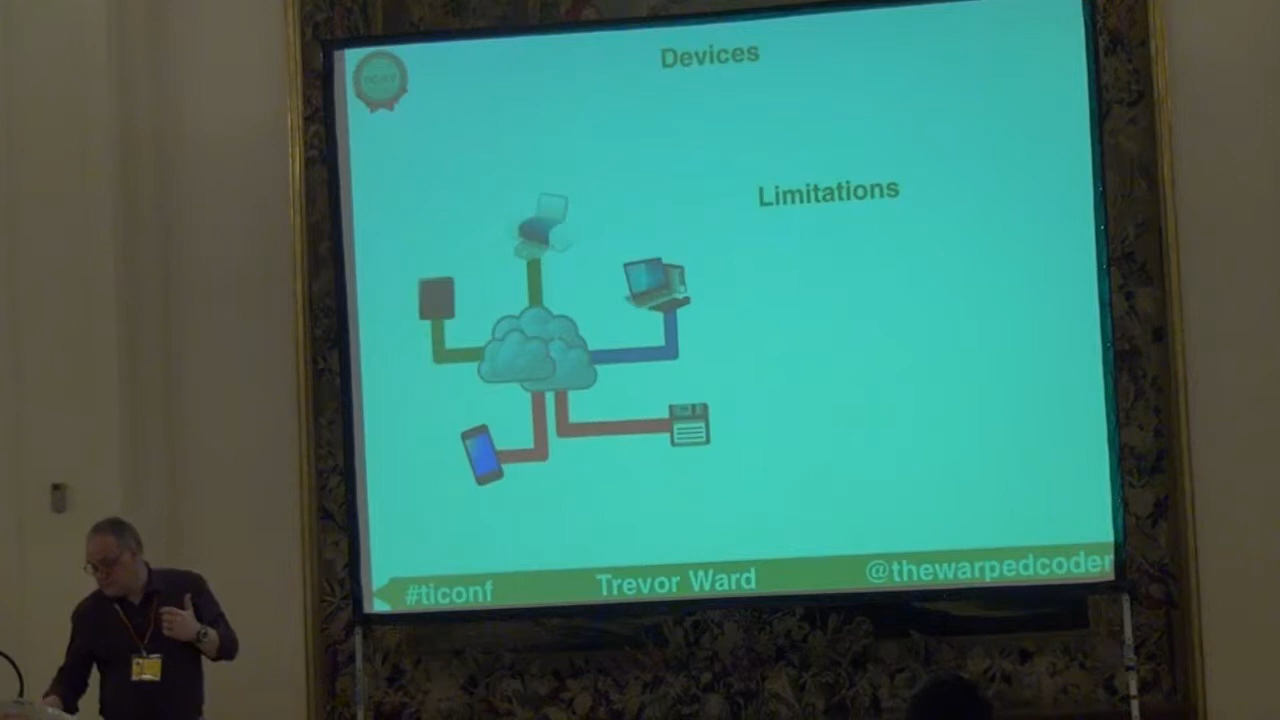 Devices
Limitations
#ticonf
Trevor Ward
@thewarpedcoder